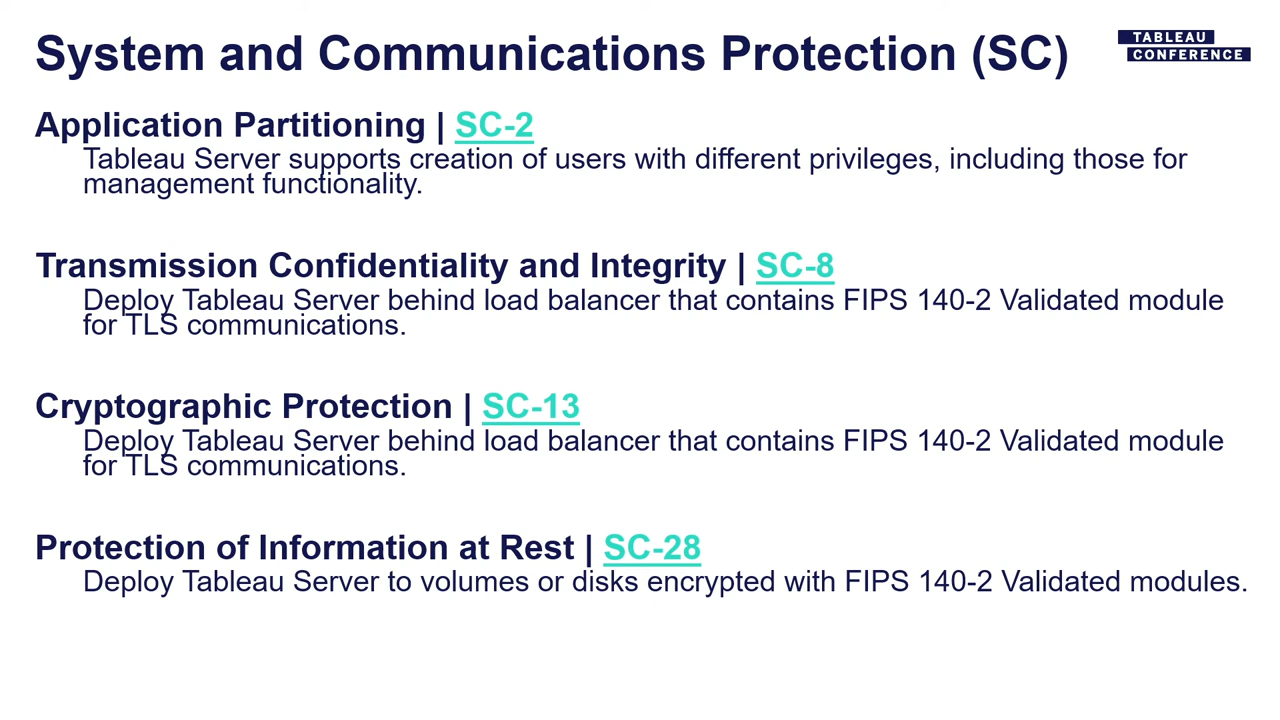 System and Communications Protection (SC)
TABLEAU
CONFERENCE
Application Partitioning | SC-2
Tableau Server supports creation of users with different privileges, including those for
management functionality.
Transmission Confidentiality and Integrity | SC-8
Deploy Tableau Server behind load balancer that contains FIPS 140-2 Validated module
for TLS communications.
Cryptographic Protection | SC-13
Deploy Tableau Server behind load balancer that contains FIPS 140-2 Validated module
for TLS communications.
Protection of Information at Rest | SC-28
Deploy Tableau Server to volumes or disks encrypted with FIPS 140-2 Validated modules.